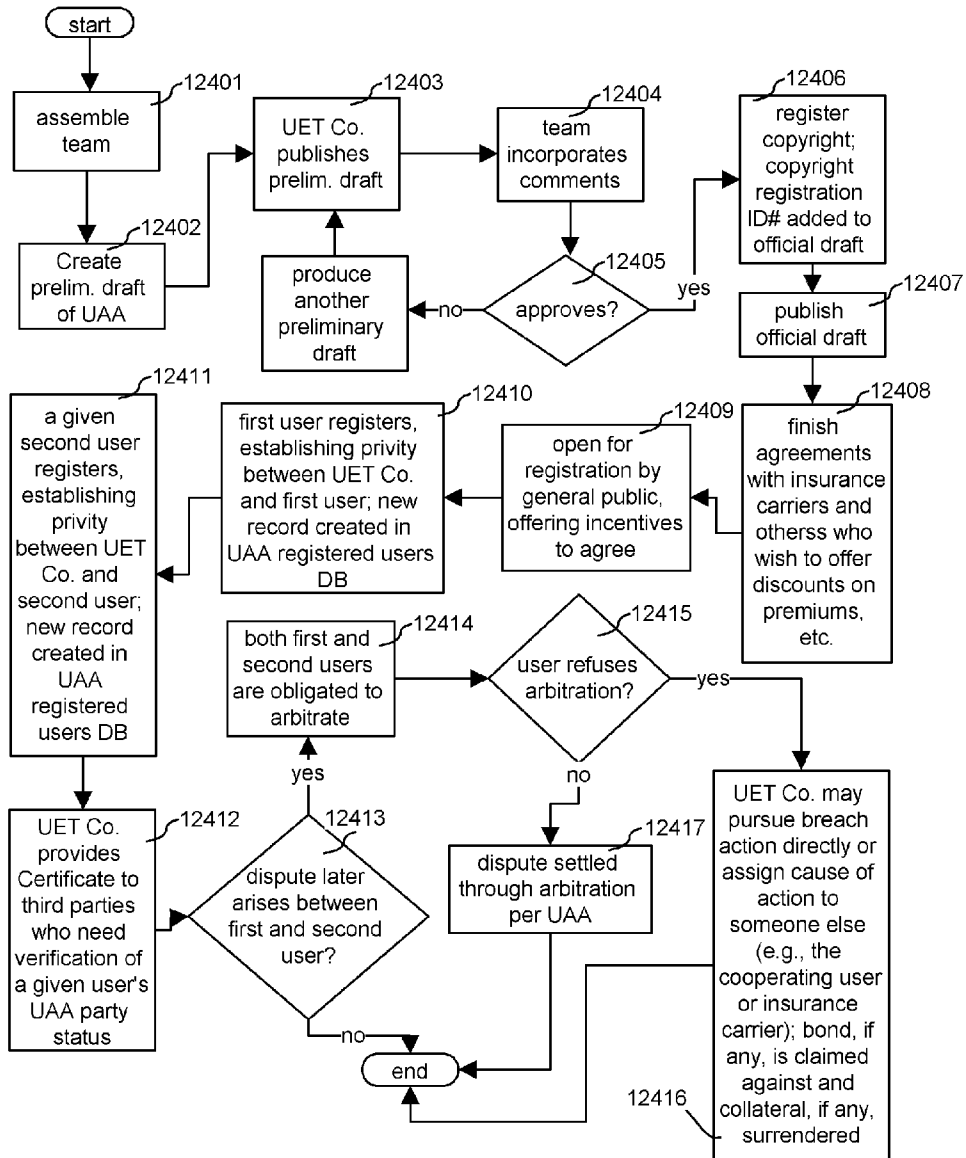 start
12401
assemble
team
12402
Create
prelim. draft
of UAA
12403
UET Co.
publishes
prelim. draft
12404
team
incorporates
comments
12405
approves?
no
produce
another
preliminary
draft
yes
12406
register
copyright;
copyright
registration
ID# added to
official draft
12407
publish
official draft
12408
finish
agreements
with insurance
carriers and
otherss who
wish to offer
discounts on
premiums,
etc.
12409
open for
registration by
general public,
offering incentives
to agree
12410
first user registers,
establishing privity
between UET Co.
and first user; new
record created in
UAA registered users
DB
12411
a given
second user
registers,
establishing
privity
between UET
Co. and
second user;
new record
created in
UAA
registered
users DB
12412
UET Co.
provides
Certificate to
third parties
who need
verification of
a given user's
UAA party
status
12413
dispute later
arises between
first and second
user?
yes
no
12414
both first and
second users
are obligated to
arbitrate
12415
user refuses
arbitration?
yes
no
12417
dispute settled
through arbitration
per UAA
UET Co. may
pursue breach
action directly or
assign cause of
action to
someone else
(e.g., the
cooperating user
or insurance
carrier); bond, if
any, is claimed
against and
collateral, if any,
surrendered
12416
end